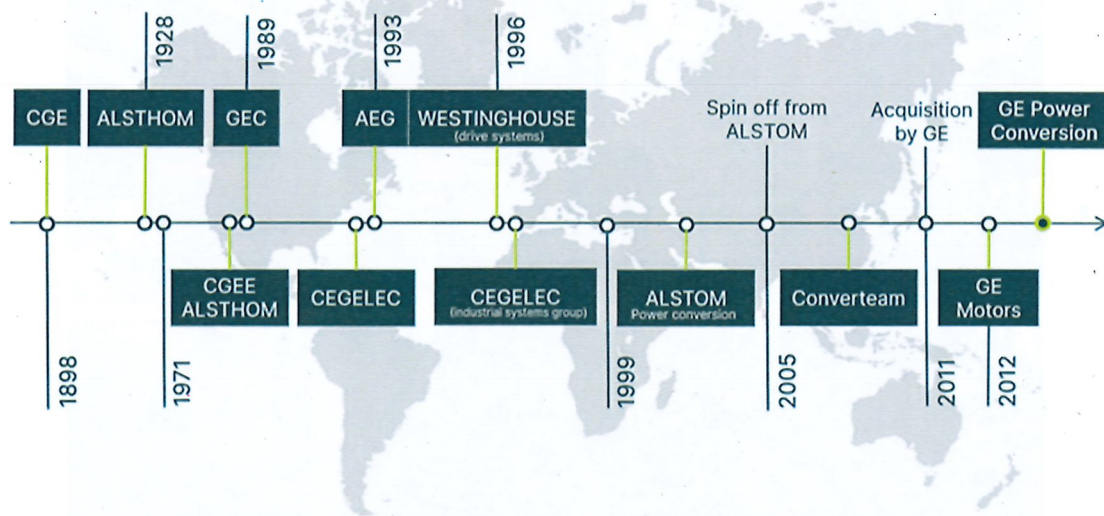 1928
1989
1993
1996
CGE
ALSTHOM
GEC
AEG
WESTINGHOUSE
(drive systems)
Spin off from
ALSTOM
Acquisition
by GE
GE Power
Conversion
CGEE
ALSTHOM
CEGELEC
CEGELEC
(industrial systems group)
ALSTOM
Power conversion
Converteam
GE
Motors
1898
1971
1999
2005
2011
2012